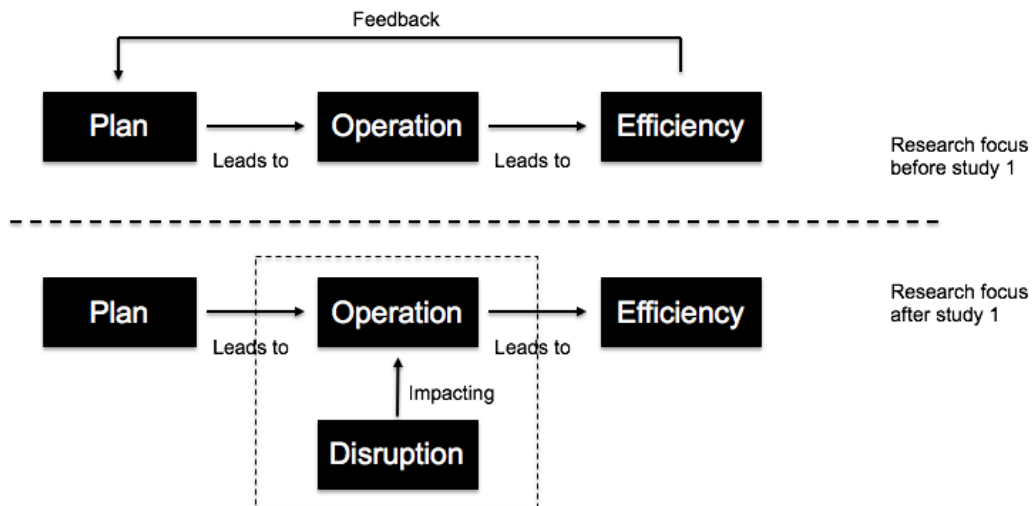 Feedback
Plan
Operation
Efficiency
Leads to
Leads to
Research focus
before study 1
Plan
Operation
Efficiency
Research focus
after study 1
Leads to
Leads to
Impacting
Disruption